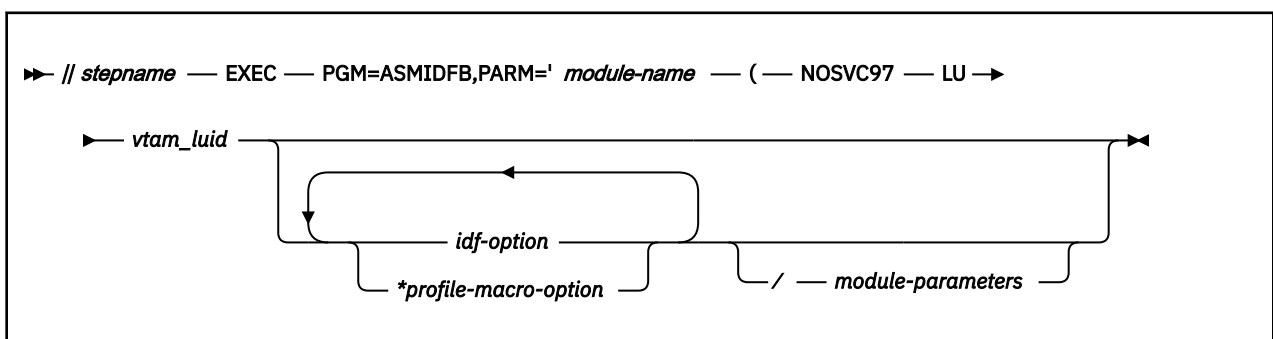 // stepname EXEC PGM=ASMIDFB,PARM=' module-name ( NOSVC97 LU
vtam_luid
idf-option
*profile-macro-option
/ module-parameters